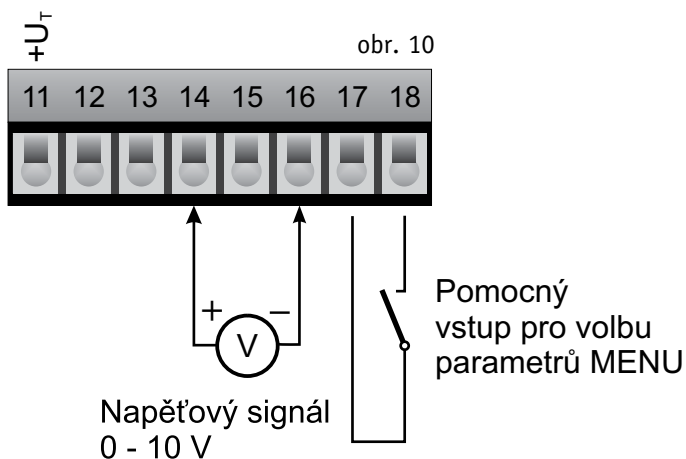 +U_T
obr. 10
11 12 13 14 15 16 17 18
+ –
V
Pomocný
vstup pro volbu
parametrů MENU
Napěťový signál
0 - 10 V